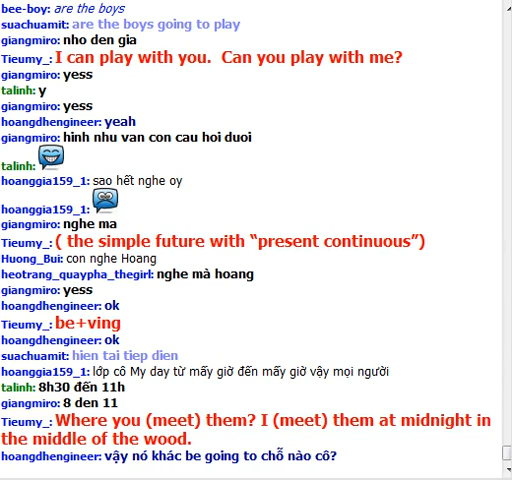 bee-boy: are the boys
suachuamit: are the boys going to play
giangmiro: nho den gia
Tieumy_: I can play with you.  Can you play with me?
giangmiro: yess
talinh: y
giangmiro: yess
hoangdhengineer: yeah
giangmiro: hinh nhu van con cau hoi duoi
talinh:
hoanggia159_1: sao hết nghe oy
hoanggia159_1:
giangmiro: nghe ma
Tieumy_: ( the simple future with “present continuous”)
Huong_Bui: con nghe Hoang
heotrang_quaypha_thegirl: nghe mà hoang
giangmiro: yess
hoangdhengineer: ok
Tieumy_: be+ving
hoangdhengineer: ok
suachuamit: hien tai tiep dien
hoanggia159_1: lớp cô My day từ mấy giờ đến mấy giờ vậy mọi người
talinh: 8h30 đến 11h
giangmiro: 8 den 11
Tieumy_: Where you (meet) them? I (meet) them at midnight in
the middle of the wood.
hoangdhengineer: vậy nó khác be going to chỗ nào cô?